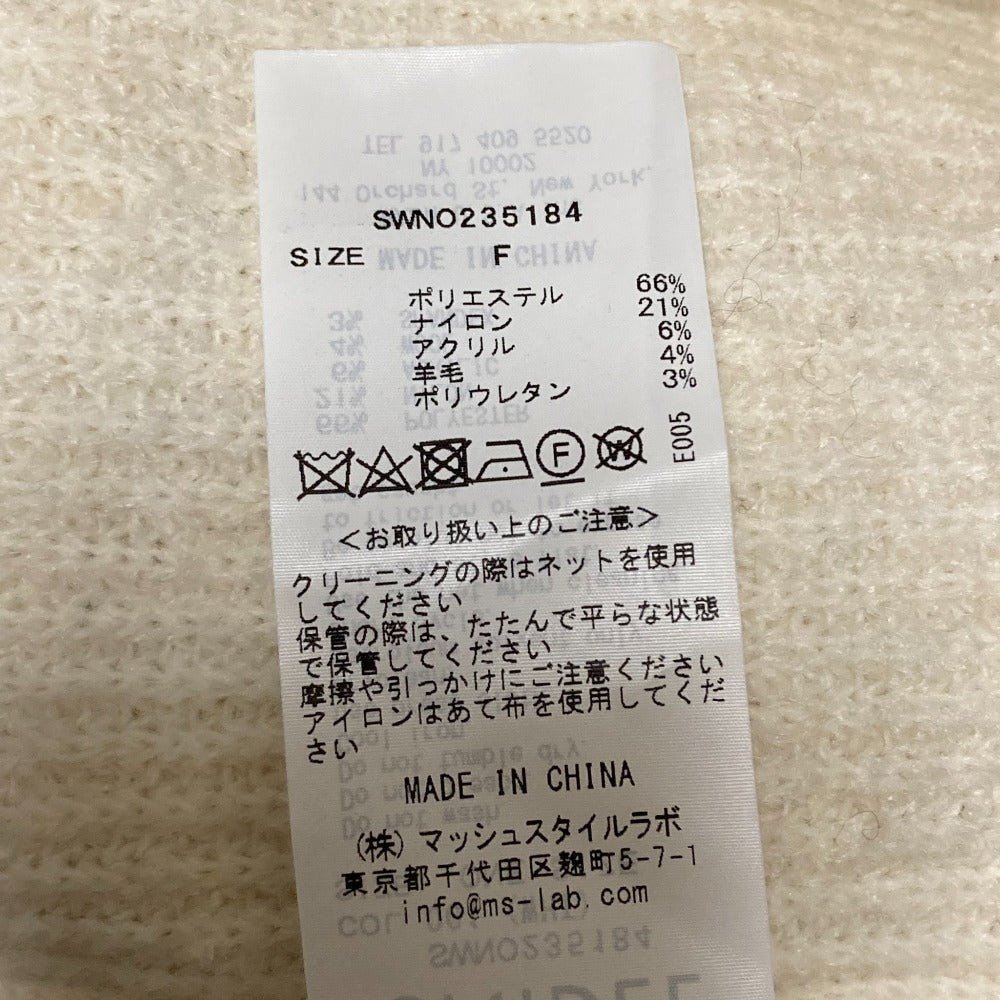 SWNO235184
SIZE F
ポリエステル 66%
ナイロン 21%
アクリル 6%
羊毛 4%
ポリウレタン 3%
E005
F
W
<お取り扱い上のご注意>
クリーニングの際はネットを使用
してください
保管の際は、たたんで平らな状態
で保管してください
摩擦や引っかけにご注意ください
アイロンはあて布を使用してくだ
さい
MADE IN CHINA
(株)マッシュスタイルラボ
東京都千代田区麹町5-7-1
info@ms-lab.com